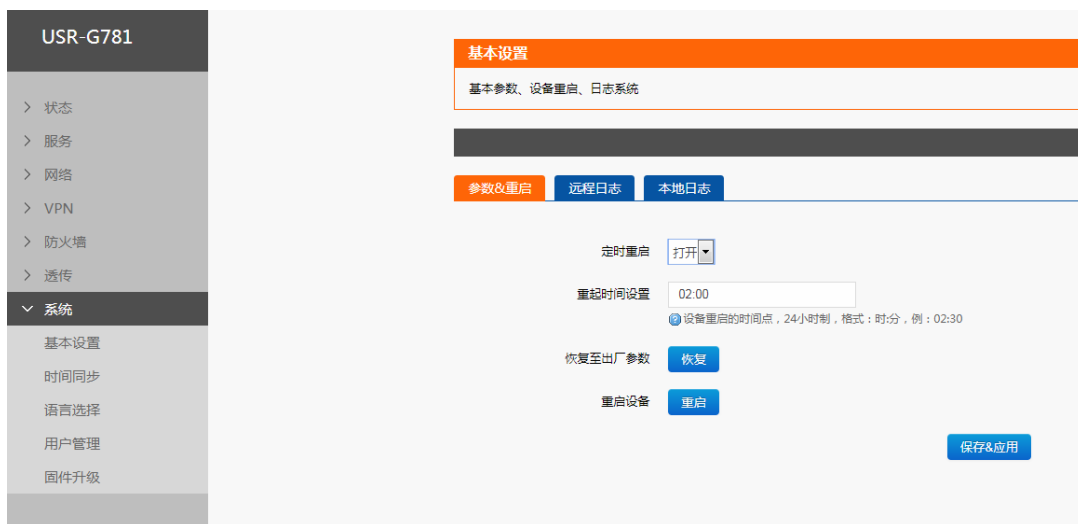 USR-G781
状态
服务
网络
VPN
防火墙
透传
系统
基本设置
时间同步
语言选择
用户管理
固件升级
基本设置
基本参数、设备重启、日志系统
参数&重启 远程日志 本地日志
定时重启 打开
重起时间设置 02:00
设备重启的时间点，24小时制，格式：时:分，例：02:30
恢复至出厂参数 恢复
重启设备 重启
保存&应用